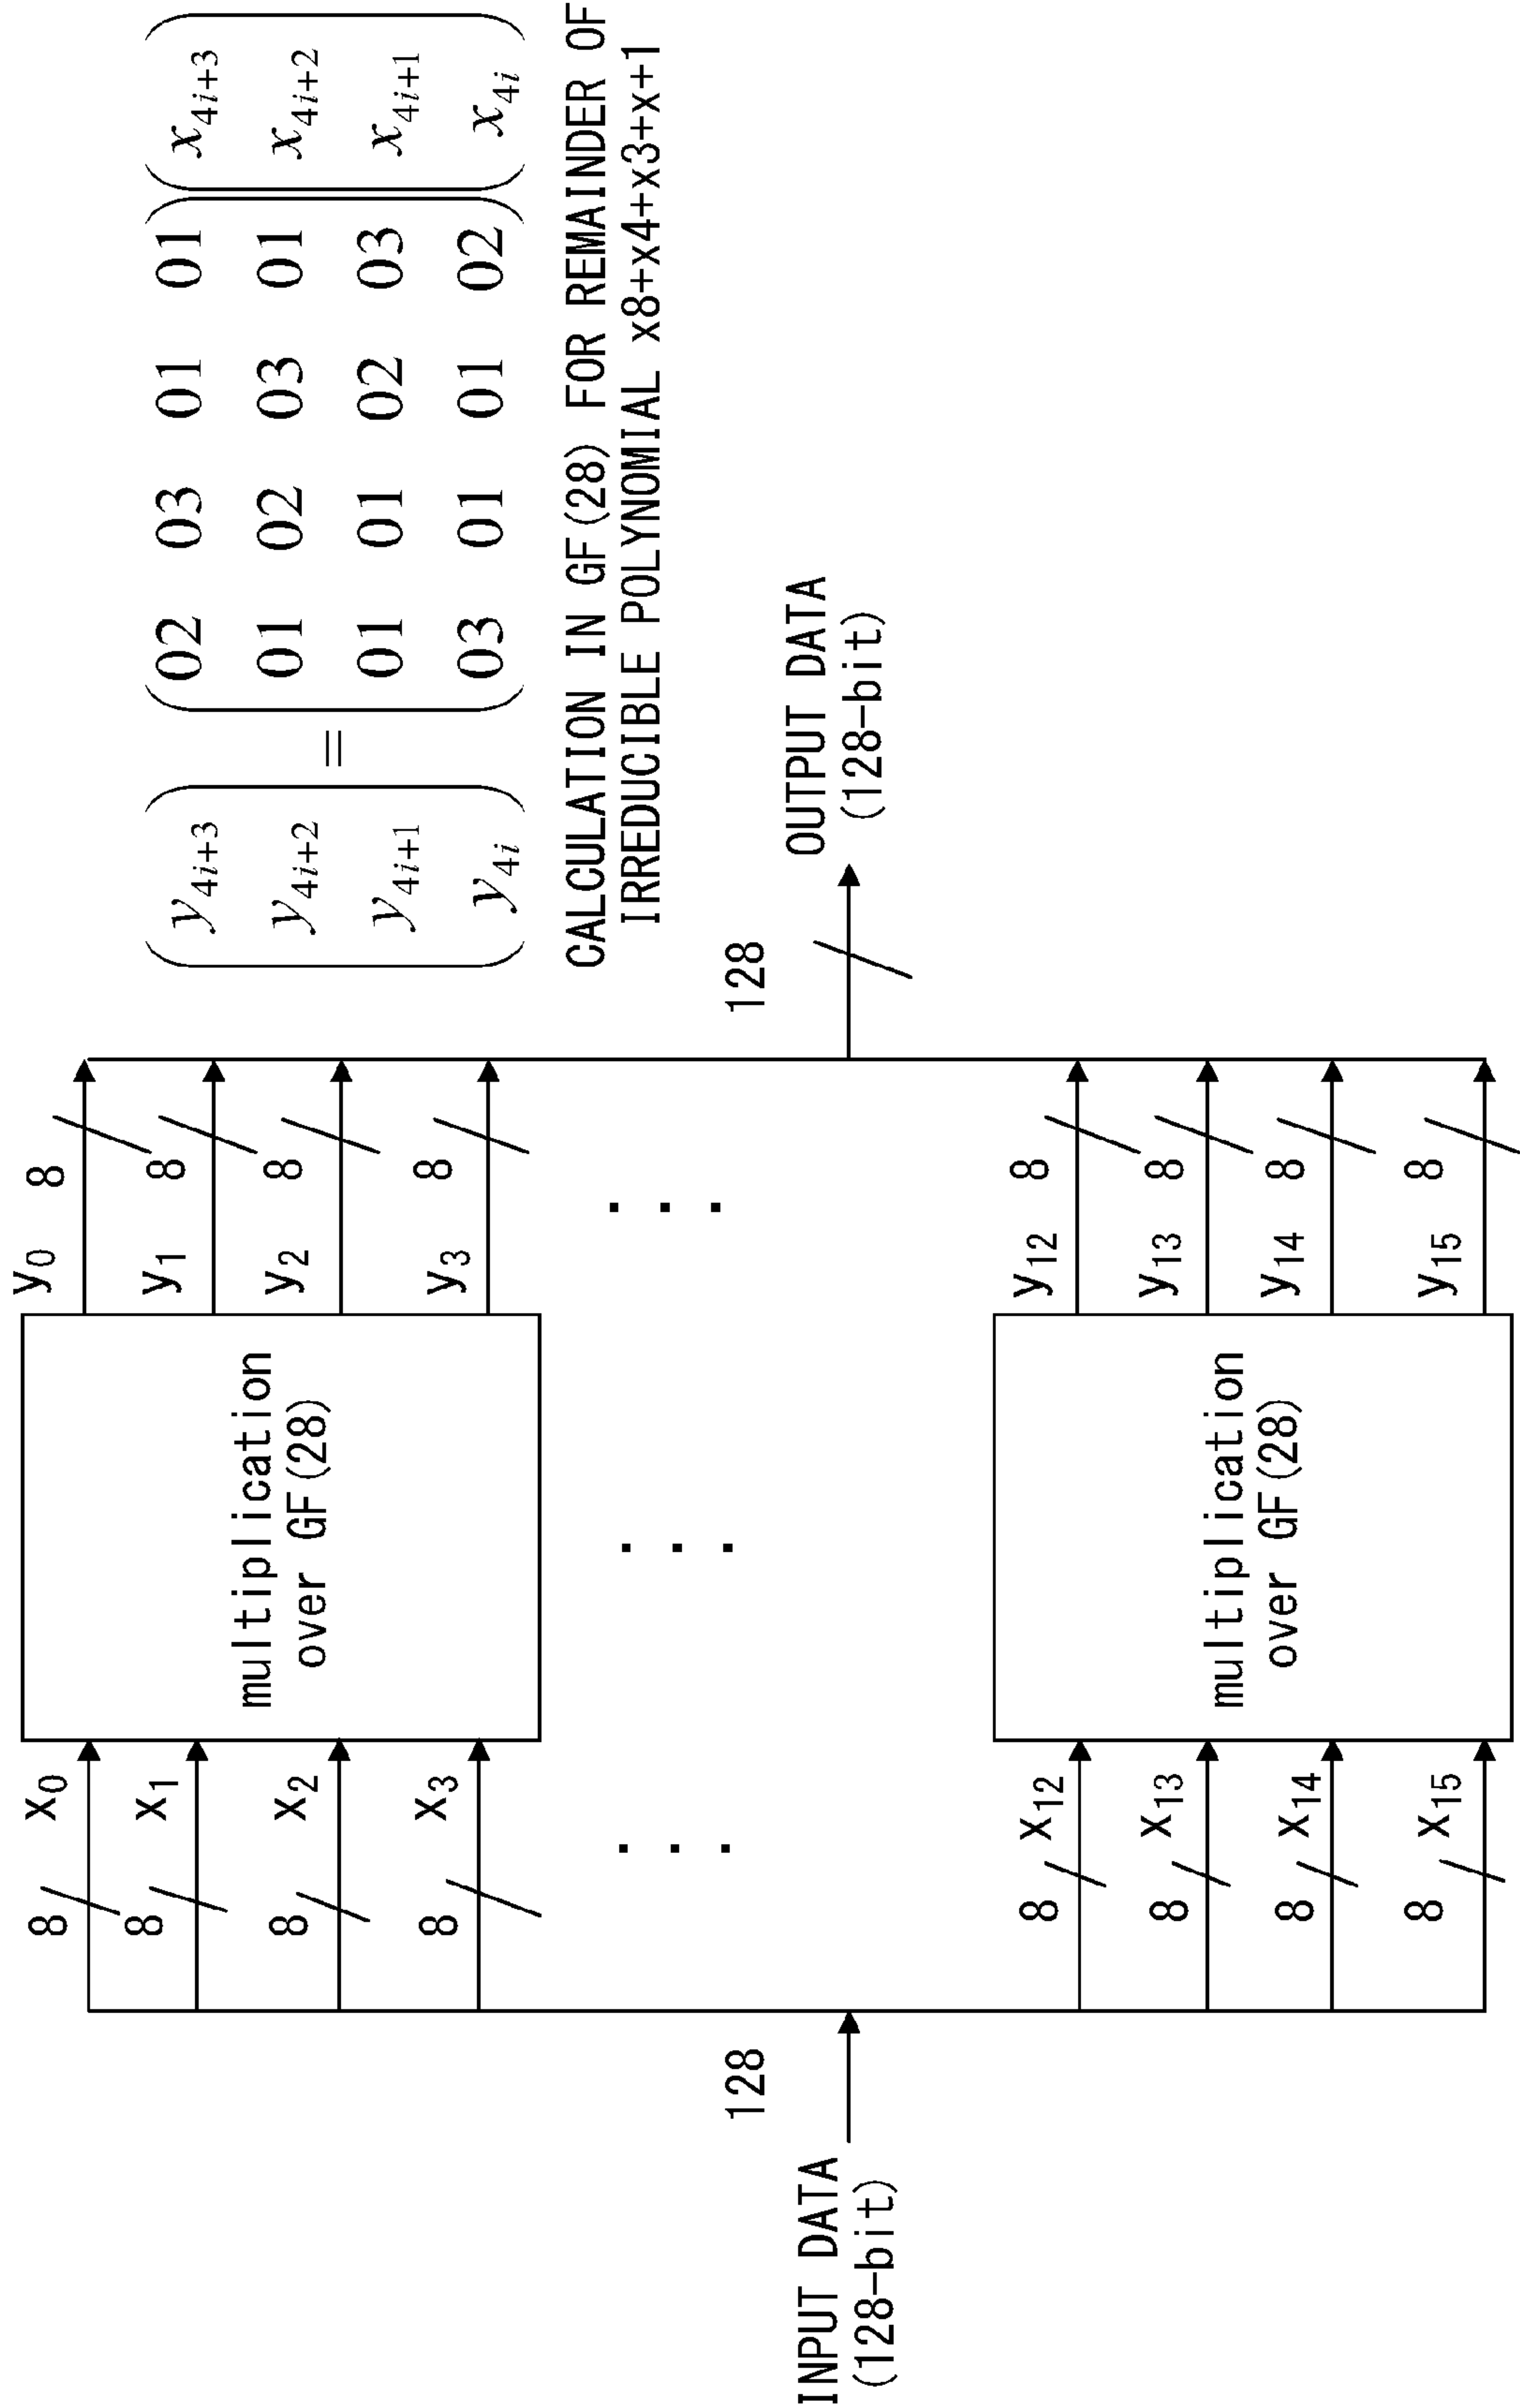 INPUT DATA
(128-bit)
128
8 x₀
8 x₁
8 x₂
8 x₃
. . .
8 x₁₂
8 x₁₃
8 x₁₄
8 x₁₅
multiplication
over GF(28)
. . .
multiplication
over GF(28)
y₀ 8
y₁ 8
y₂ 8
y₃ 8
. . .
y₁₂ 8
y₁₃ 8
y₁₄ 8
y₁₅ 8
128
OUTPUT DATA
(128-bit)
y₄ᵢ₊₃ 02 03 01 01 x₄ᵢ₊₃
y₄ᵢ₊₂ 01 02 03 01 x₄ᵢ₊₂
=
y₄ᵢ₊₁ 01 01 02 03 x₄ᵢ₊₁
y₄ᵢ 03 01 01 02 x₄ᵢ
CALCULATION IN GF(28) FOR REMAINDER OF
IRREDUCIBLE POLYNOMIAL x8+x4+x3+x+1